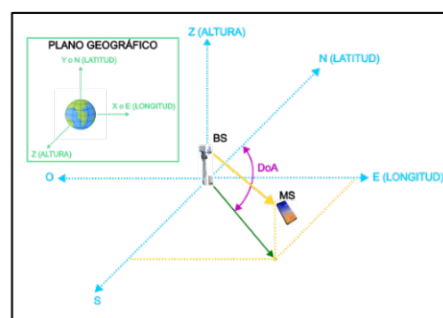 PLANO GEOGRÁFICO
Y o N (LATITUD)
X o E (LONGITUD)
Z (ALTURA)
Z (ALTURA)
N (LATITUD)
BS
DoA
O
E (LONGITUD)
MS
S